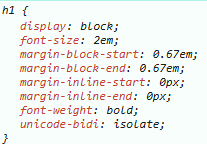 h1 {
display: block;
font-size: 2em;
margin-block-start: 0.67em;
margin-block-end: 0.67em;
margin-inline-start: 0px;
margin-inline-end: 0px;
font-weight: bold;
unicode-bidi: isolate;
}